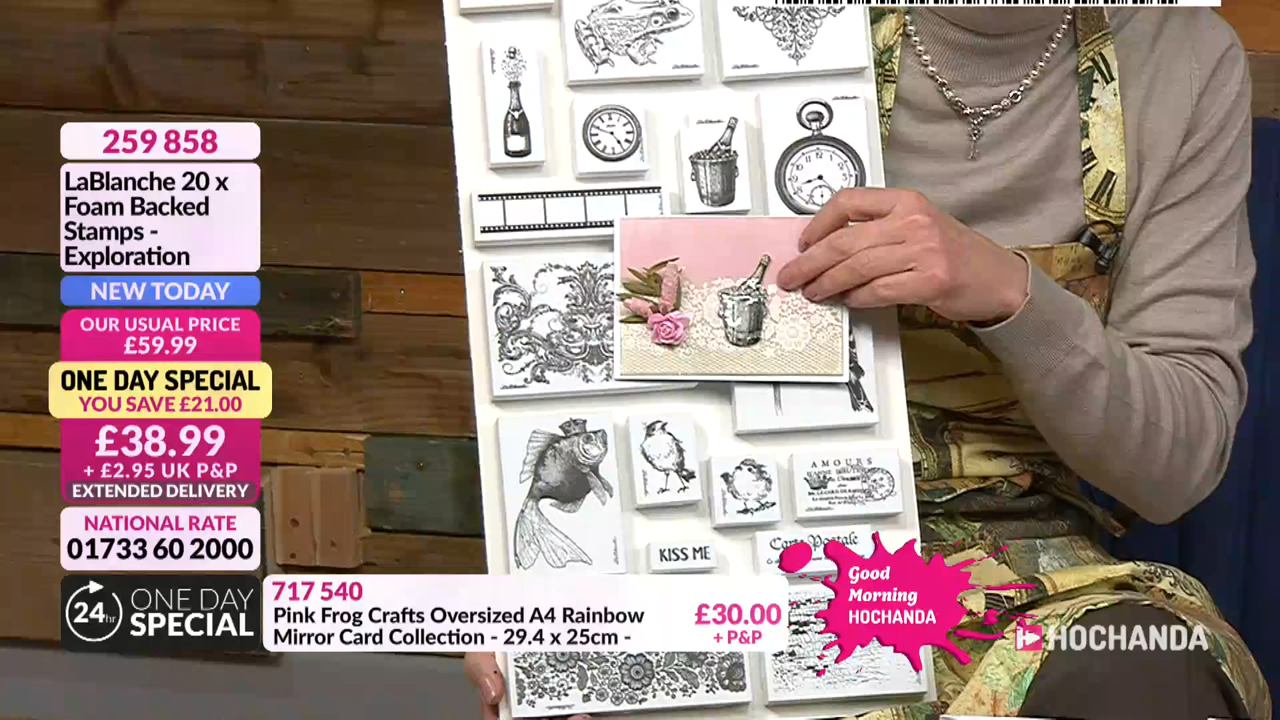 259 858
LaBlanche 20 x
Foam Backed
Stamps -
Exploration
NEW TODAY
OUR USUAL PRICE
£59.99
ONE DAY SPECIAL
YOU SAVE £21.00
£38.99
+ £2.95 UK P&P
EXTENDED DELIVERY
NATIONAL RATE
01733 60 2000
24hr
ONE DAY
SPECIAL
717 540
Pink Frog Crafts Oversized A4 Rainbow
Mirror Card Collection - 29.4 x 25cm -
£30.00
+ P&P
Good
Morning
HOCHANDA
HOCHANDA
AMOURS
KISS ME
Carte Postale